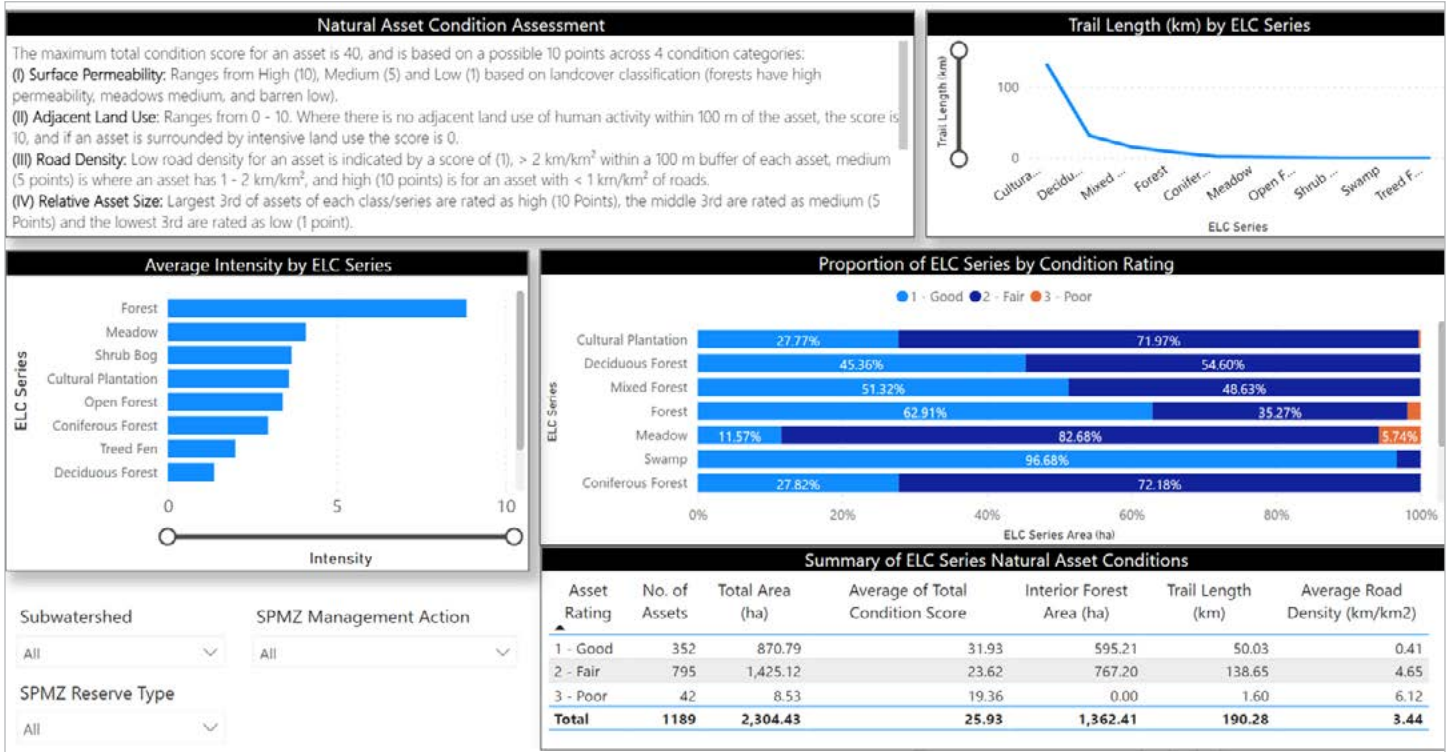 Natural Asset Condition Assessment
The maximum total condition score for an asset is 40, and is based on a possible 10 points across 4 condition categories:
(I) Surface Permeability: Ranges from High (10), Medium (5) and Low (1) based on landcover classification (forests have high
permeability, meadows medium, and barren low).
(II) Adjacent Land Use: Ranges from 0 - 10. Where there is no adjacent land use of human activity within 100 m of the asset, the score is
10, and if an asset is surrounded by intensive land use the score is 0.
(III) Road Density: Low road density for an asset is indicated by a score of (1), > 2 km/km² within a 100 m buffer of each asset, medium
(5 points) is where an asset has 1 - 2 km/km², and high (10 points) is for an asset with < 1 km/km² of roads.
(IV) Relative Asset Size: Largest 3rd of assets of each class/series are rated as high (10 Points), the middle 3rd are rated as medium (5
Points) and the lowest 3rd are rated as low (1 point).
Trail Length (km) by ELC Series
Trail Length (km)
100
0
Cultura... Decidu... Mixed ... Forest Conifer... Meadow Open F... Shrub ... Swamp Treed F...
ELC Series
Average Intensity by ELC Series
ELC Series
Forest
Meadow
Shrub Bog
Cultural Plantation
Open Forest
Coniferous Forest
Treed Fen
Deciduous Forest
0 5 10
Intensity
Proportion of ELC Series by Condition Rating
1 - Good 2 - Fair 3 - Poor
ELC Series
Cultural Plantation 27.77% 71.97%
Deciduous Forest 45.36% 54.60%
Mixed Forest 51.32% 48.63%
Forest 62.91% 35.27%
Meadow 11.57% 82.68% 5.74%
Swamp 96.68%
Coniferous Forest 27.82% 72.18%
0% 20% 40% 60% 80% 100%
ELC Series Area (ha)
Subwatershed
All
SPMZ Management Action
All
SPMZ Reserve Type
All
Summary of ELC Series Natural Asset Conditions
Asset No. of Total Area Average of Total Interior Forest Trail Length Average Road
Rating Assets (ha) Condition Score Area (ha) (km) Density (km/km2)
1 - Good 352 870.79 31.93 595.21 50.03 0.41
2 - Fair 795 1,425.12 23.62 767.20 138.65 4.65
3 - Poor 42 8.53 19.36 0.00 1.60 6.12
Total 1189 2,304.43 25.93 1,362.41 190.28 3.44